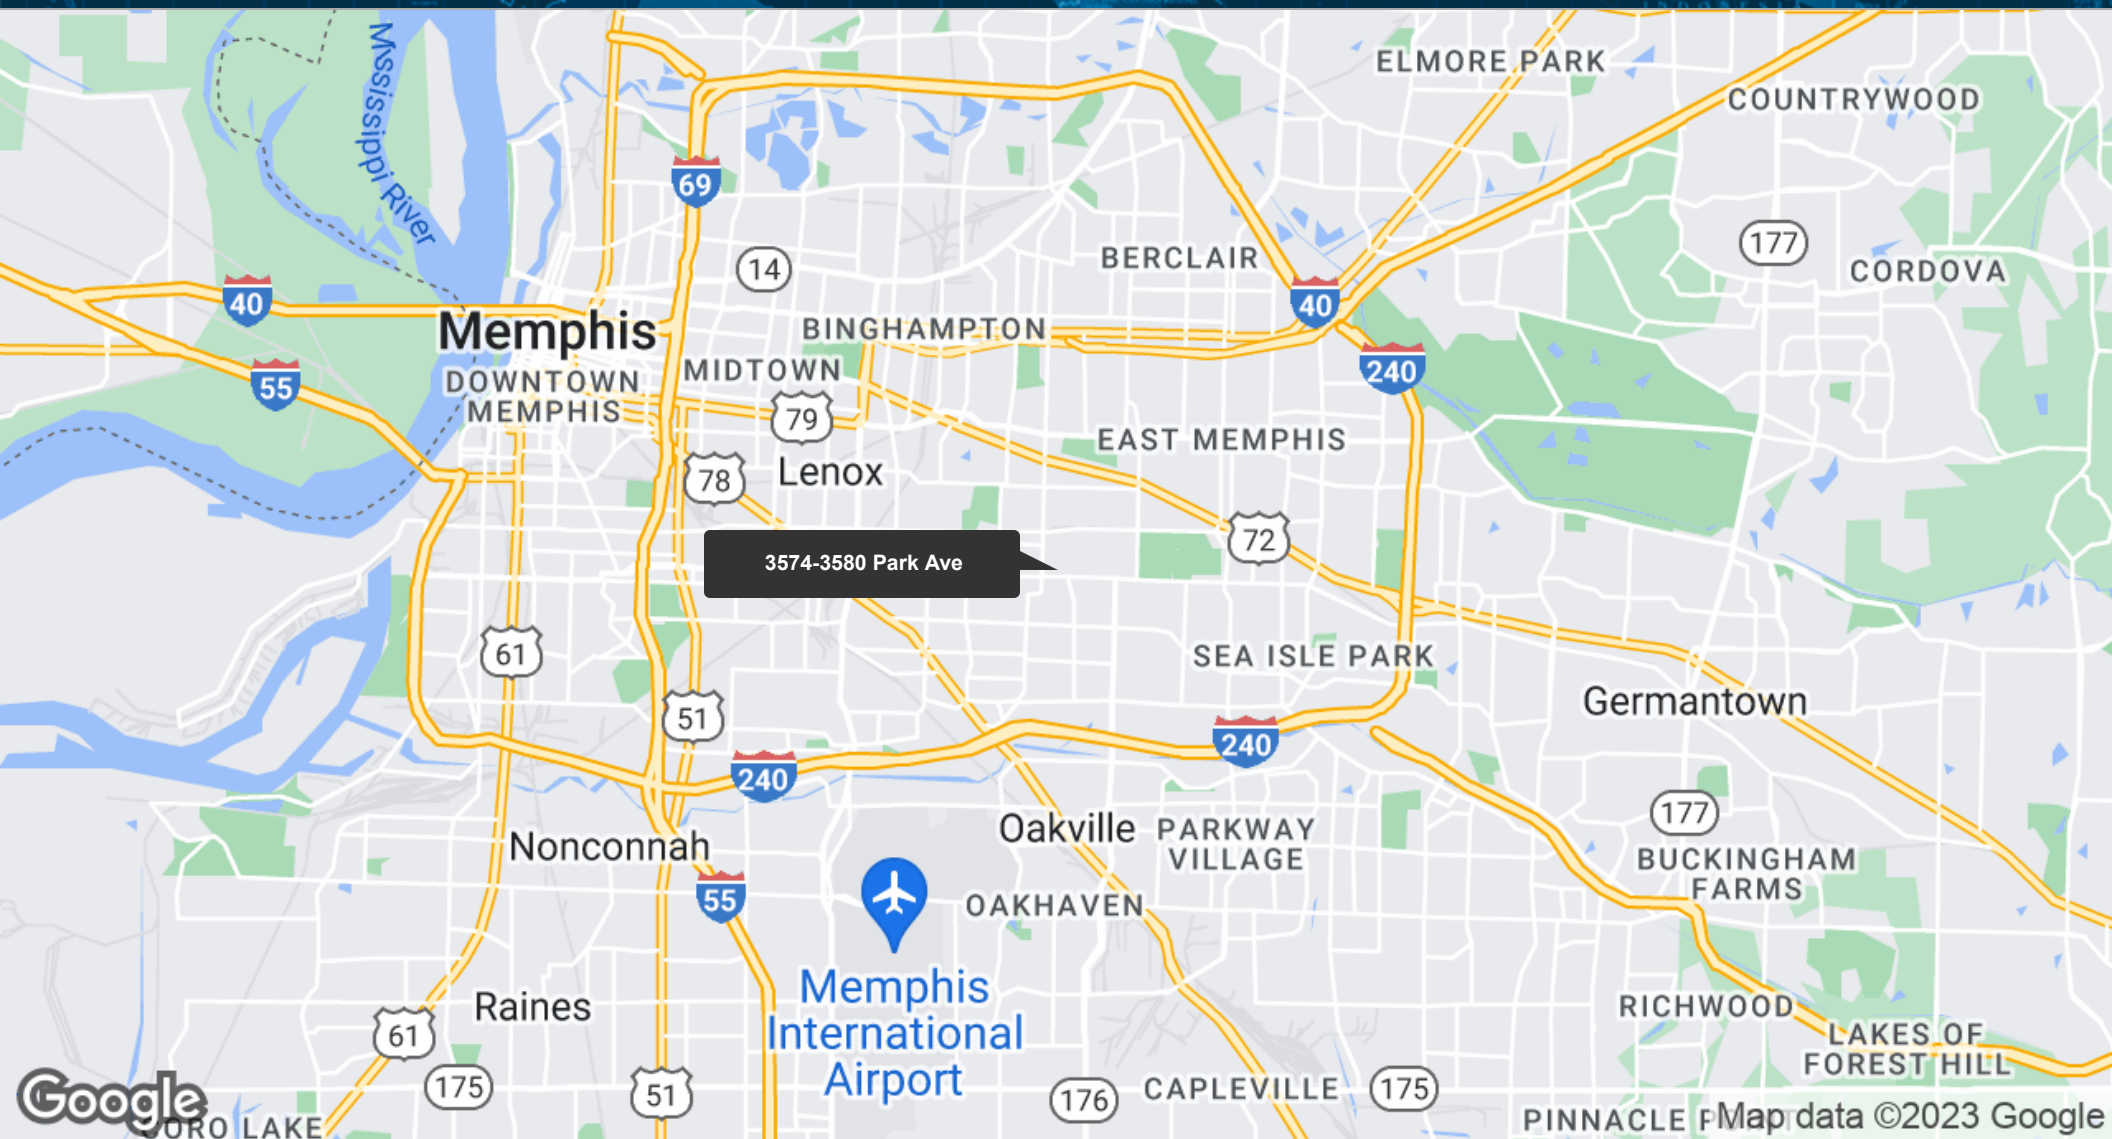 Mississippi River
ELMORE PARK
COUNTRYWOOD
69
14
177
BERCLAIR
CORDOVA
40
40
Memphis
BINGHAMPTON
55
DOWNTOWN
MEMPHIS
MIDTOWN
240
79
EAST MEMPHIS
78
Lenox
72
3574-3580 Park Ave
61
SEA ISLE PARK
51
Germantown
240
240
Nonconnah
Oakville
PARKWAY
VILLAGE
177
BUCKINGHAM
FARMS
55
OAKHAVEN
Memphis
International
Airport
Raines
61
RICHWOOD
LAKES OF
FOREST HILL
175
51
176
CAPLEVILLE
175
Google
LAKE
PINNACLE
Map data ©2023 Google